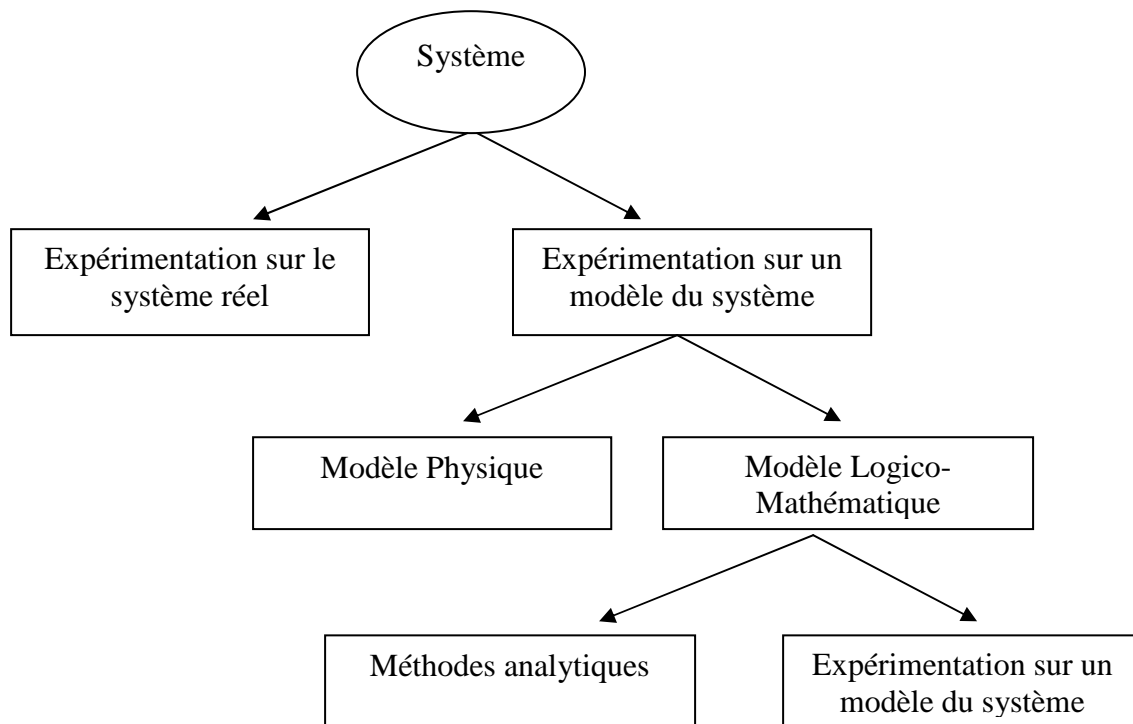 Système
Expérimentation sur le
système réel
Expérimentation sur un
modèle du système
Modèle Physique
Modèle Logico-
Mathématique
Méthodes analytiques
Expérimentation sur un
modèle du système